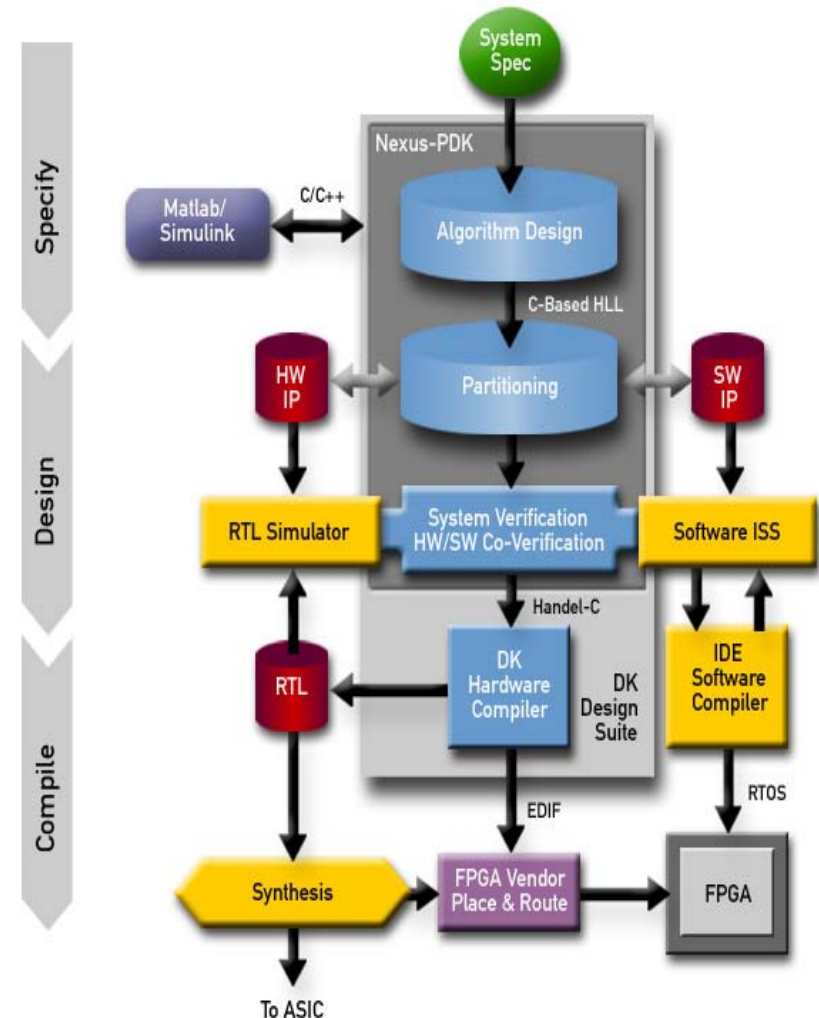 System
Spec
Nexus-PDK
Specify
Matlab/
Simulink
C/C++
Algorithm Design
C-Based HLL
HW
IP
Partitioning
SW
IP
Design
RTL Simulator
System Verification
HW/SW Co-Verification
Software ISS
Handel-C
RTL
DK
Hardware
Compiler
DK
Design
Suite
IDE
Software
Compiler
Compile
EDIF
RTOS
Synthesis
FPGA Vendor
Place & Route
FPGA
To ASIC